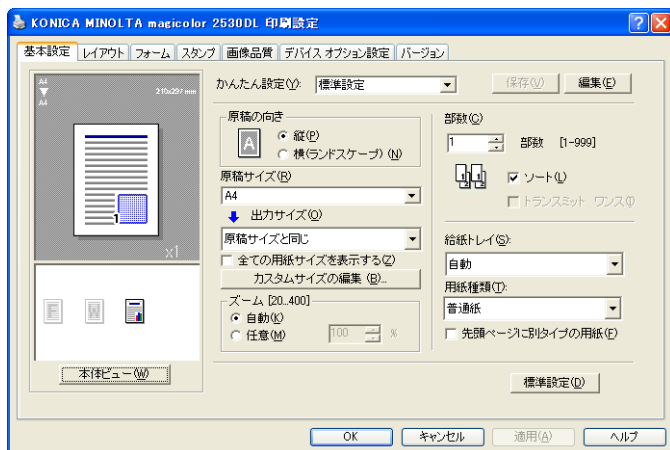 KONICA MINOLTA magicolor 2530DL 印刷設定
基本設定 レイアウト フォーム スタンプ 画像品質 デバイス オプション設定 バージョン
A4
A4
210x297 mm
1
x1
F W
本体ビュー(W)
かんたん設定(Y): 標準設定 保存(V) 編集(E)
原稿の向き
A
縦(P)
横(ランドスケープ) (N)
原稿サイズ(R)
A4
出力サイズ(O)
原稿サイズと同じ
全ての用紙サイズを表示する(Z)
カスタムサイズの編集 (B)...
ズーム [20..400]
自動(K)
任意(M) 100 %
部数(C)
1 部数 [1-999]
1 2 1 2 ソート(L)
トランスミット ワンス(I)
給紙トレイ(S):
自動
用紙種類(T):
普通紙
先頭ページに別タイプの用紙(F)
標準設定(D)
OK キャンセル 適用(A) ヘルプ